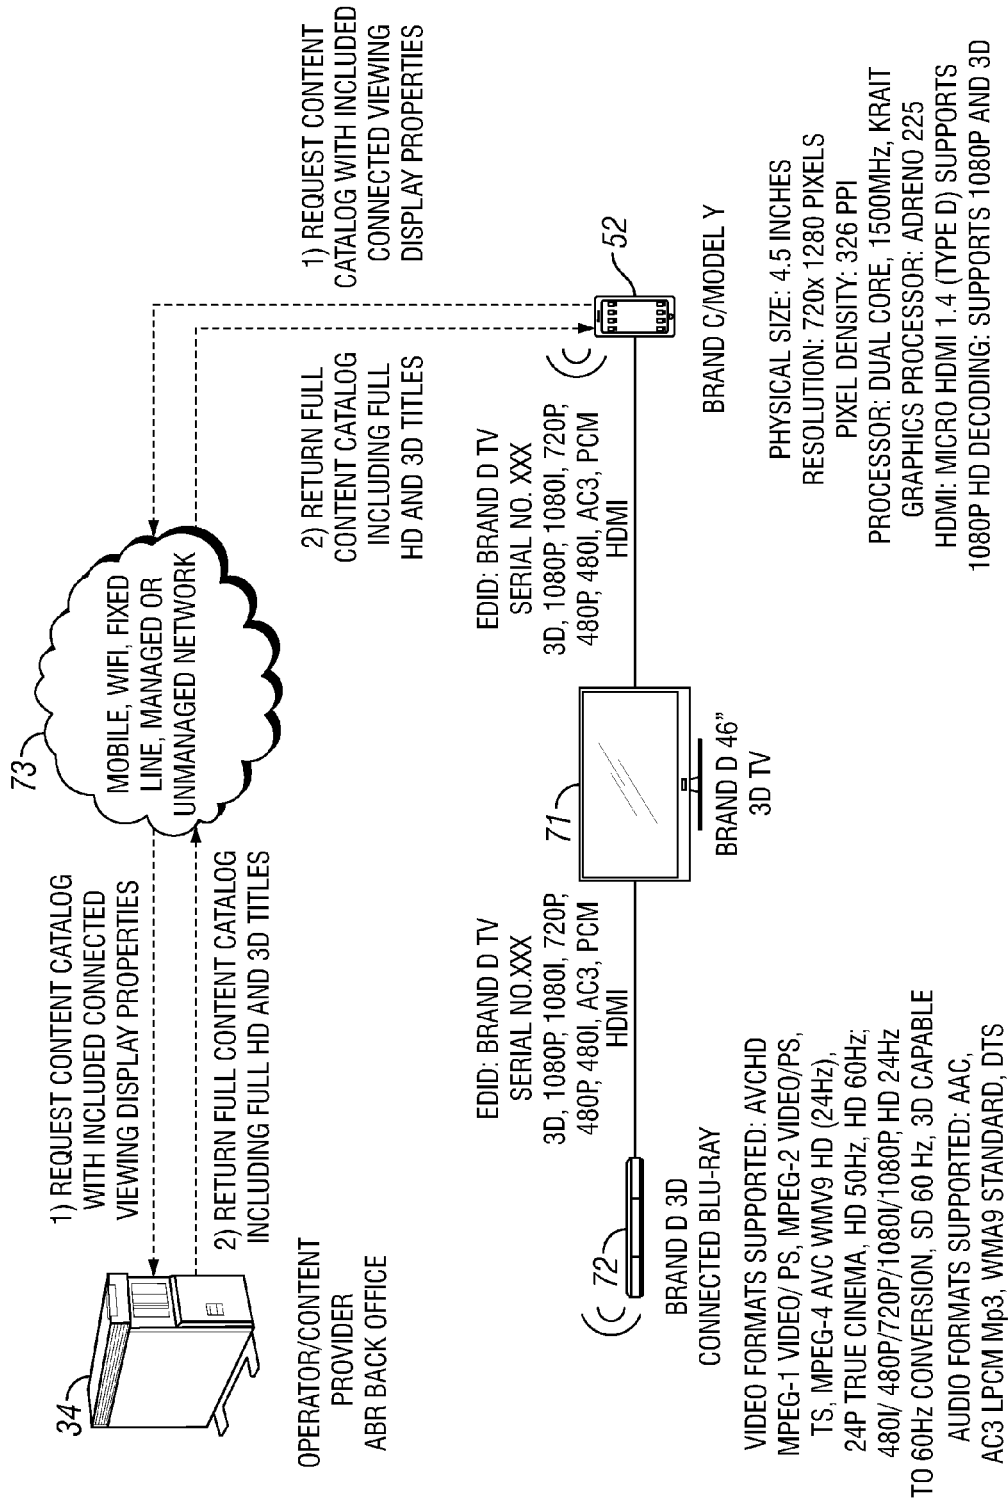 34
OPERATOR/CONTENT
PROVIDER
ABR BACK OFFICE
1) REQUEST CONTENT CATALOG
WITH INCLUDED CONNECTED
VIEWING DISPLAY PROPERTIES
2) RETURN FULL CONTENT CATALOG
INCLUDING FULL HD AND 3D TITLES
73
MOBILE, WIFI, FIXED
LINE, MANAGED OR
UNMANAGED NETWORK
1) REQUEST CONTENT
CATALOG WITH INCLUDED
CONNECTED VIEWING
DISPLAY PROPERTIES
2) RETURN FULL
CONTENT CATALOG
INCLUDING FULL
HD AND 3D TITLES
72
BRAND D 3D
CONNECTED BLU-RAY
EDID: BRAND D TV
SERIAL NO.XXX
3D, 1080P, 1080I, 720P,
480P, 480I, AC3, PCM
HDMI
71
BRAND D 46”
3D TV
EDID: BRAND D TV
SERIAL NO. XXX
3D, 1080P, 1080I, 720P,
480P, 480I, AC3, PCM
HDMI
52
BRAND C/MODEL Y
VIDEO FORMATS SUPPORTED: AVCHD
MPEG-1 VIDEO/ PS, MPEG-2 VIDEO/PS,
TS, MPEG-4 AVC WMV9 HD (24Hz),
24P TRUE CINEMA, HD 50Hz, HD 60Hz;
480I/ 480P/720P/1080I/1080P, HD 24Hz
TO 60Hz CONVERSION, SD 60 Hz, 3D CAPABLE
AUDIO FORMATS SUPPORTED: AAC,
AC3 LPCM Mp3, WMA9 STANDARD, DTS
PHYSICAL SIZE: 4.5 INCHES
RESOLUTION: 720x 1280 PIXELS
PIXEL DENSITY: 326 PPI
PROCESSOR: DUAL CORE, 1500MHz, KRAIT
GRAPHICS PROCESSOR: ADRENO 225
HDMI: MICRO HDMI 1.4 (TYPE D) SUPPORTS
1080P HD DECODING: SUPPORTS 1080P AND 3D